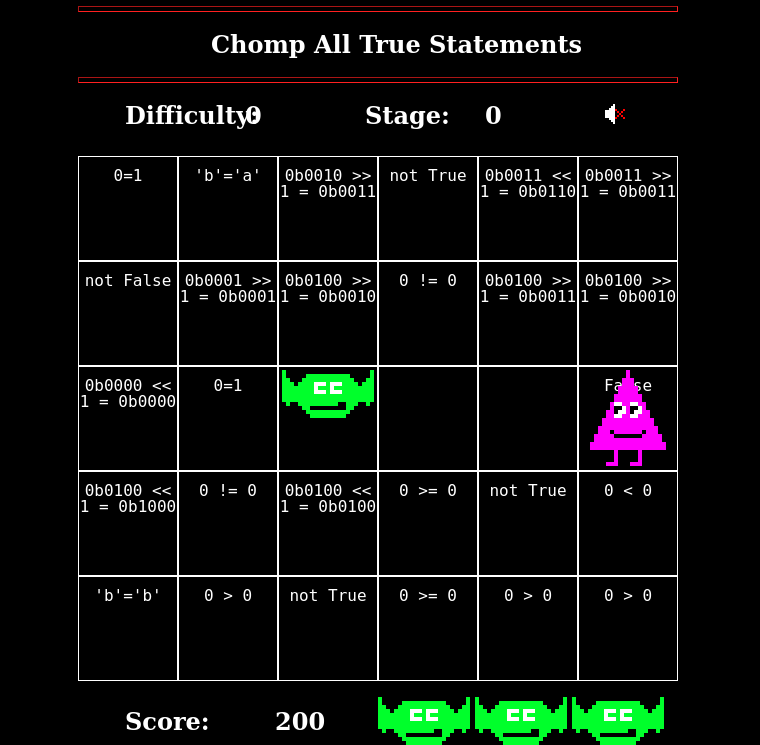 Chomp All True Statements
Difficulty: 0 Stage: 0
0=1 'b'='a' 0b0010 >> not True 0b0011 << 0b0011 >>
1 = 0b0011 1 = 0b0110 1 = 0b0011
not False 0b0001 >> 0b0100 >> 0 != 0 0b0100 >> 0b0100 >>
1 = 0b0001 1 = 0b0010 1 = 0b0011 1 = 0b0010
0b0000 << 0=1 False
1 = 0b0000
0b0100 << 0 != 0 0b0100 << 0 >= 0 not True 0 < 0
1 = 0b1000 1 = 0b0100
'b'='b' 0 > 0 not True 0 >= 0 0 > 0 0 > 0
Score: 200